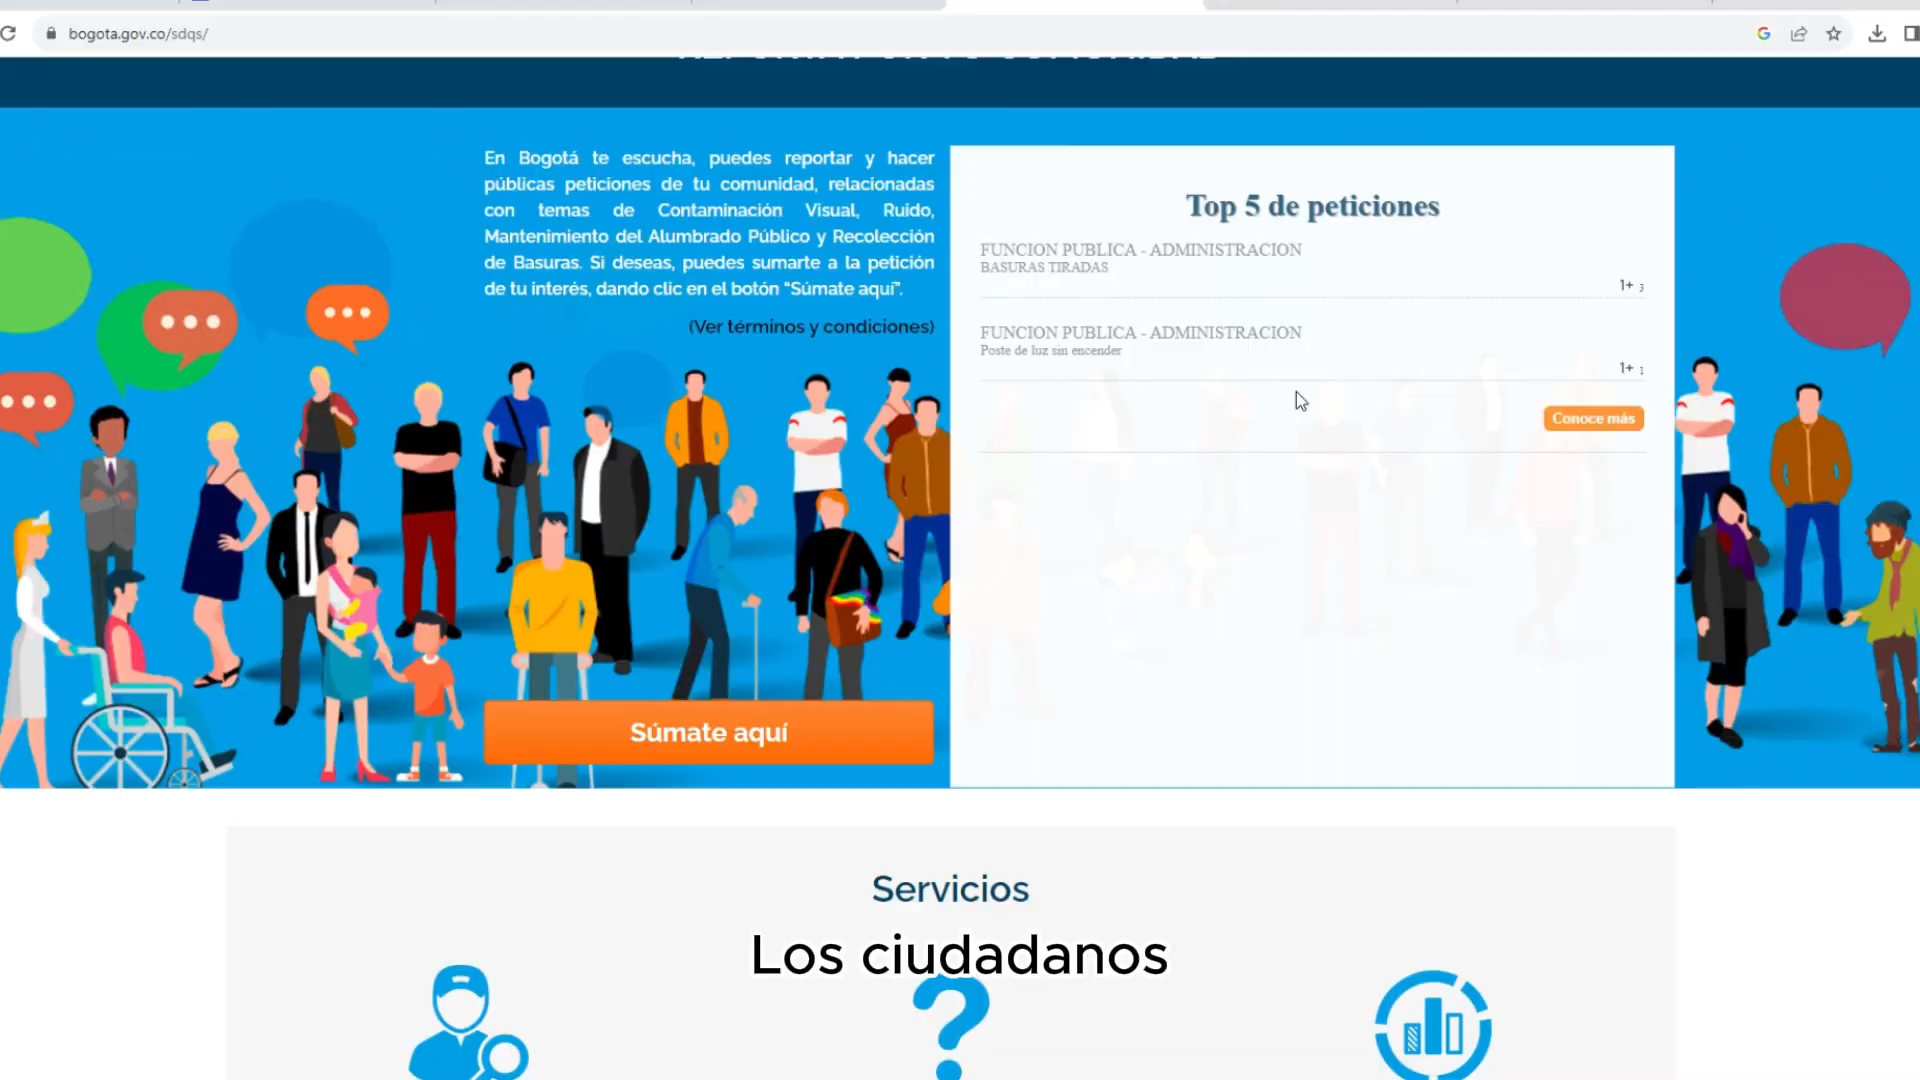 bogota.gov.co/sdqs/
En Bogotá te escucha, puedes reportar y hacer
públicas peticiones de tu comunidad, relacionadas
con temas de Contaminación Visual, Ruido,
Mantenimiento del Alumbrado Público y Recolección
de Basuras. Si deseas, puedes sumarte a la petición
de tu interés, dando clic en el botón “Súmate aquí”.
(Ver términos y condiciones)
Súmate aquí
Top 5 de peticiones
FUNCION PUBLICA - ADMINISTRACION
BASURAS TIRADAS
1+ 3
FUNCION PUBLICA - ADMINISTRACION
Poste de luz sin encender
1+ 1
Conoce más
Servicios
Los ciudadanos